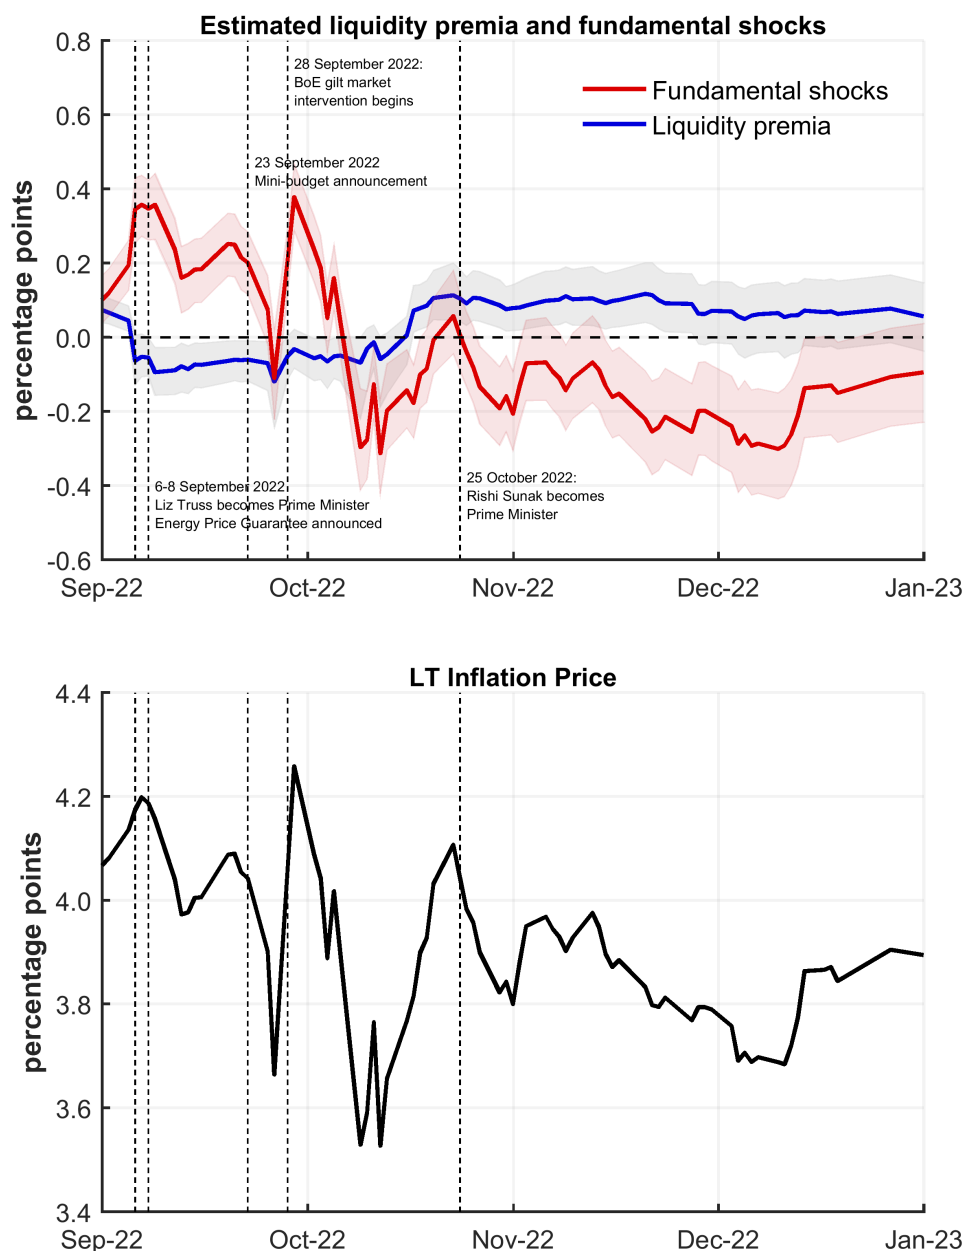 Estimated liquidity premia and fundamental shocks
percentage points
0.8
0.6
0.4
0.2
0.0
-0.2
-0.4
-0.6
28 September 2022:
BoE gilt market
intervention begins
Fundamental shocks
Liquidity premia
23 September 2022
Mini-budget announcement
6-8 September 2022
Liz Truss becomes Prime Minister
Energy Price Guarantee announced
25 October 2022:
Rishi Sunak becomes
Prime Minister
Sep-22 Oct-22 Nov-22 Dec-22 Jan-23
LT Inflation Price
percentage points
4.4
4.2
4.0
3.8
3.6
3.4
Sep-22 Oct-22 Nov-22 Dec-22 Jan-23